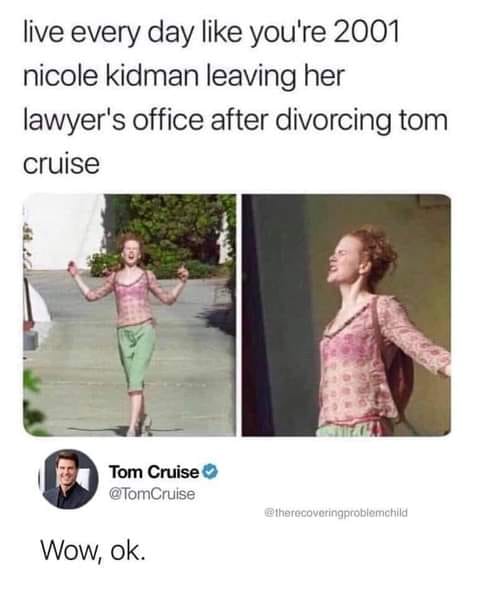 live every day like you're 2001
nicole kidman leaving her
lawyer's office after divorcing tom
cruise
Tom Cruise
@TomCruise
@therecoveringproblemchild
Wow, ok.